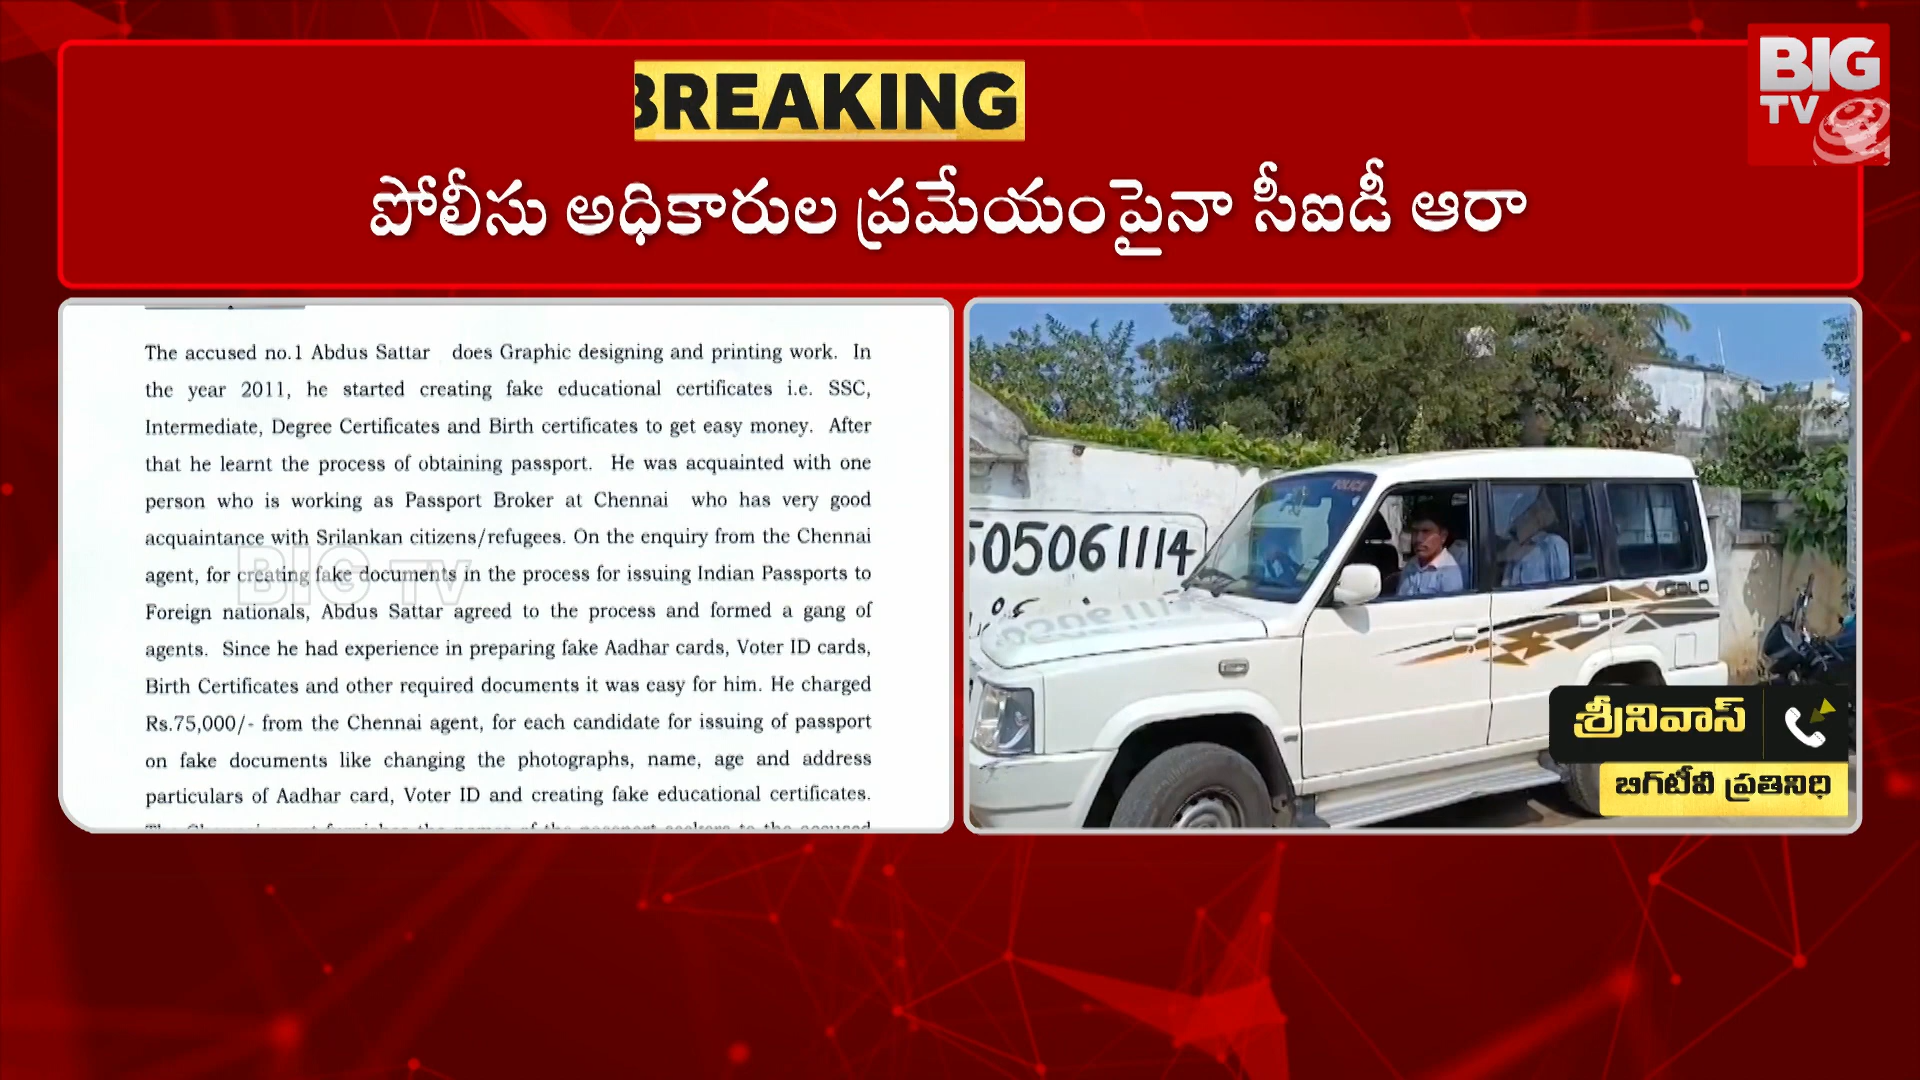 BREAKING
BIG
TV
పోలీసు అధికారుల ప్రమేయంపైనా సీఐడీ ఆరా
The accused no.1 Abdus Sattar does Graphic designing and printing work. In
the year 2011, he started creating fake educational certificates i.e. SSC,
Intermediate, Degree Certificates and Birth certificates to get easy money. After
that he learnt the process of obtaining passport. He was acquainted with one
person who is working as Passport Broker at Chennai who has very good
acquaintance with Srilankan citizens/refugees. On the enquiry from the Chennai
agent, for creating fake documents in the process for issuing Indian Passports to
Foreign nationals, Abdus Sattar agreed to the process and formed a gang of
agents. Since he had experience in preparing fake Aadhar cards, Voter ID cards,
Birth Certificates and other required documents it was easy for him. He charged
Rs.75,000/- from the Chennai agent, for each candidate for issuing of passport
on fake documents like changing the photographs, name, age and address
particulars of Aadhar card, Voter ID and creating fake educational certificates.
BIG TV
POLICE
505061114
GOLD
శ్రీనివాస్
బిగ్‌టీవీ ప్రతినిధి